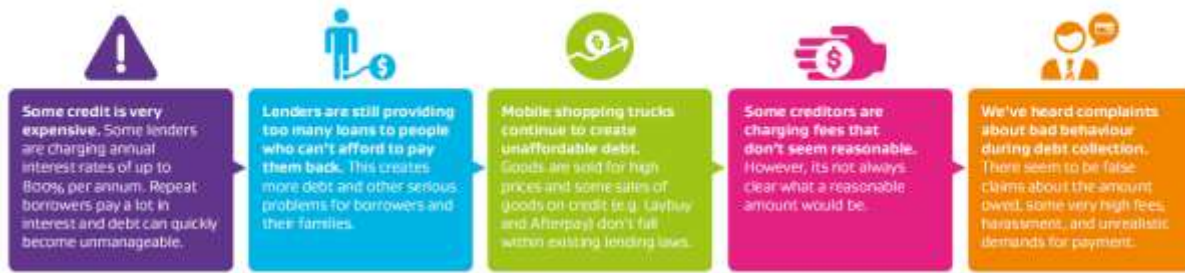 Some credit is very
expensive. Some lenders
are charging annual
interest rates of up to
800% per annum. Repeat
borrowers pay a lot in
interest and debt can quickly
become unmanageable.
Lenders are still providing
too many loans to people
who can't afford to pay
them back. This creates
more debt and other serious
problems for borrowers and
their families.
Mobile shopping trucks
continue to create
unaffordable debt.
Goods are sold for high
prices and some sales of
goods on credit (e.g. Laybuy
and Afterpay) don't fall
within existing lending laws.
Some creditors are
charging fees that
don't seem reasonable.
However, its not always
clear what a reasonable
amount would be.
We've heard complaints
about bad behaviour
during debt collection.
There seem to be false
claims about the amount
owed, some very high fees,
harassment, and unrealistic
demands for payment.